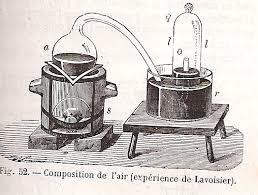 q
l l
a
o
r
s
Fig. 52. — Composition de l'air (expérience de Lavoisier).